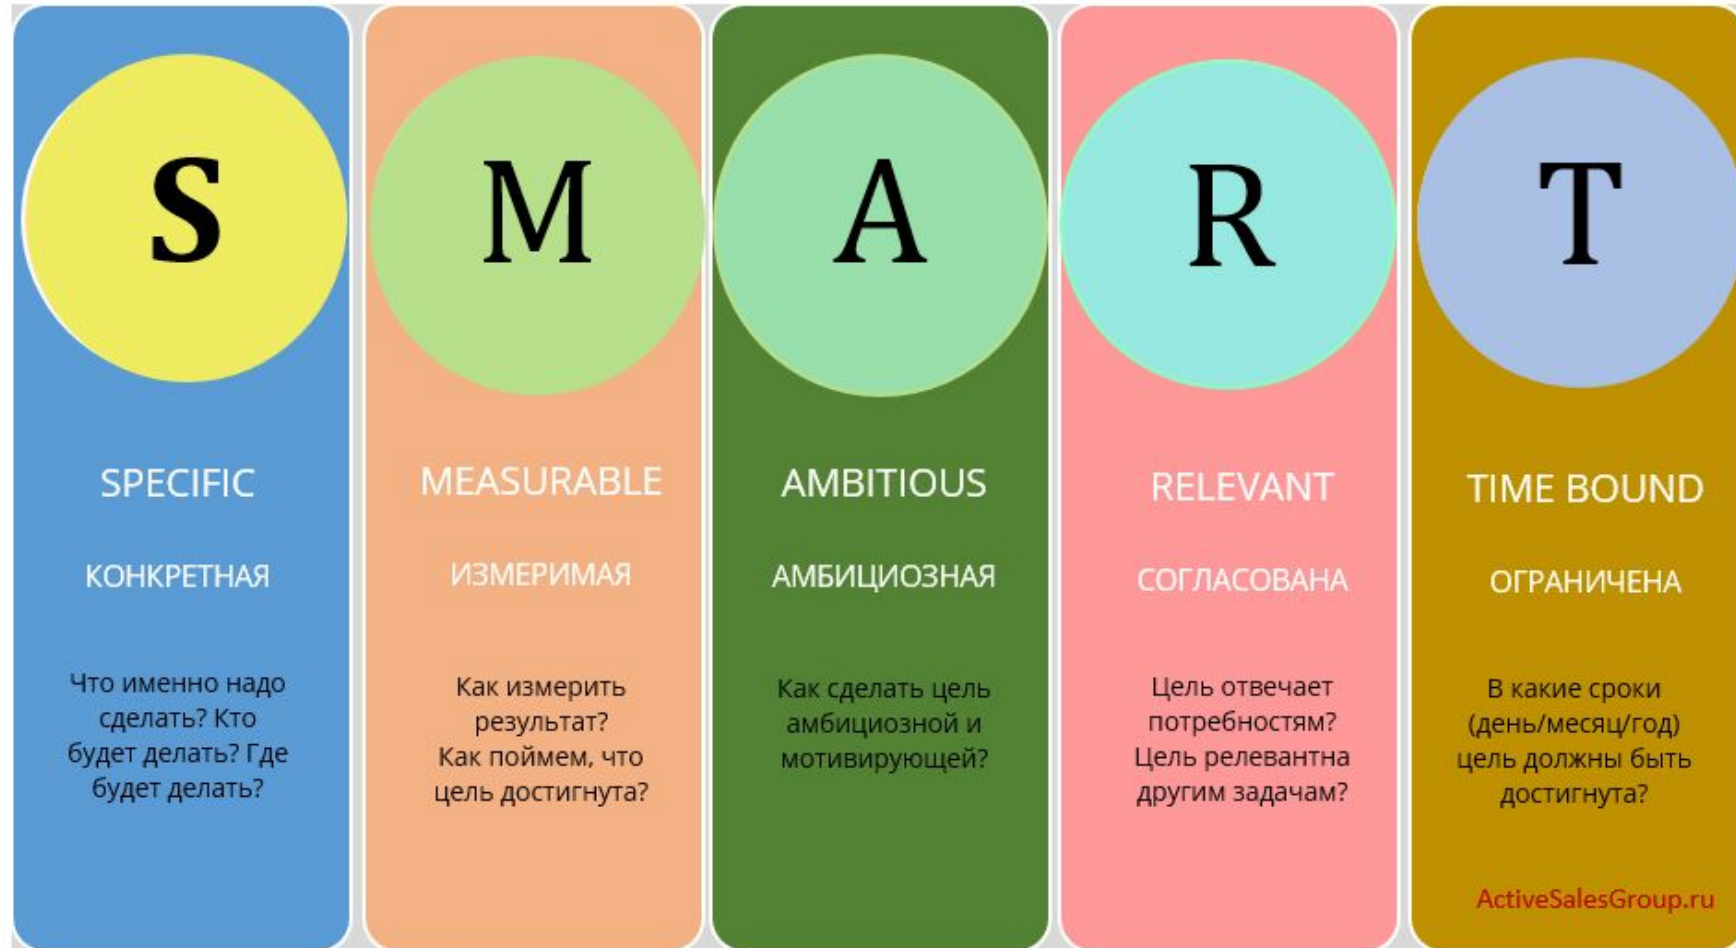 S
SPECIFIC
КОНКРЕТНАЯ
Что именно надо
сделать? Кто
будет делать? Где
будет делать?
M
MEASURABLE
ИЗМЕРИМАЯ
Как измерить
результат?
Как поймем, что
цель достигнута?
A
AMBITIOUS
АМБИЦИОЗНАЯ
Как сделать цель
амбициозной и
мотивирующей?
R
RELEVANT
СОГЛАСОВАНА
Цель отвечает
потребностям?
Цель релевантна
другим задачам?
T
TIME BOUND
ОГРАНИЧЕНА
В какие сроки
(день/месяц/год)
цель должны быть
достигнута?
ActiveSalesGroup.ru